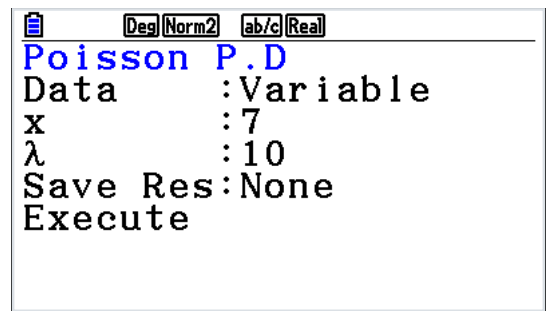 Deg Norm2 ab/c Real
Poisson P.D
Data :Variable
x :7
λ :10
Save Res:None
Execute